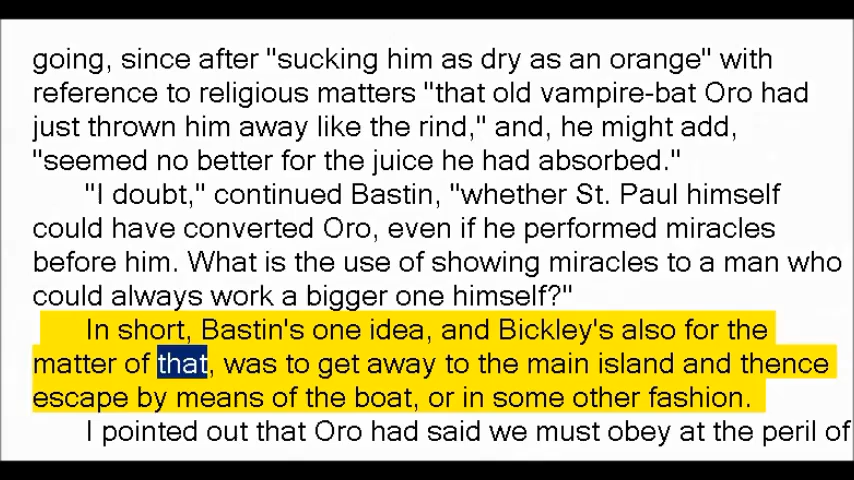 going, since after "sucking him as dry as an orange" with
reference to religious matters "that old vampire-bat Oro had
just thrown him away like the rind," and, he might add,
"seemed no better for the juice he had absorbed."
"I doubt," continued Bastin, "whether St. Paul himself
could have converted Oro, even if he performed miracles
before him. What is the use of showing miracles to a man who
could always work a bigger one himself?"
In short, Bastin's one idea, and Bickley's also for the
matter of that, was to get away to the main island and thence
escape by means of the boat, or in some other fashion.
I pointed out that Oro had said we must obey at the peril of